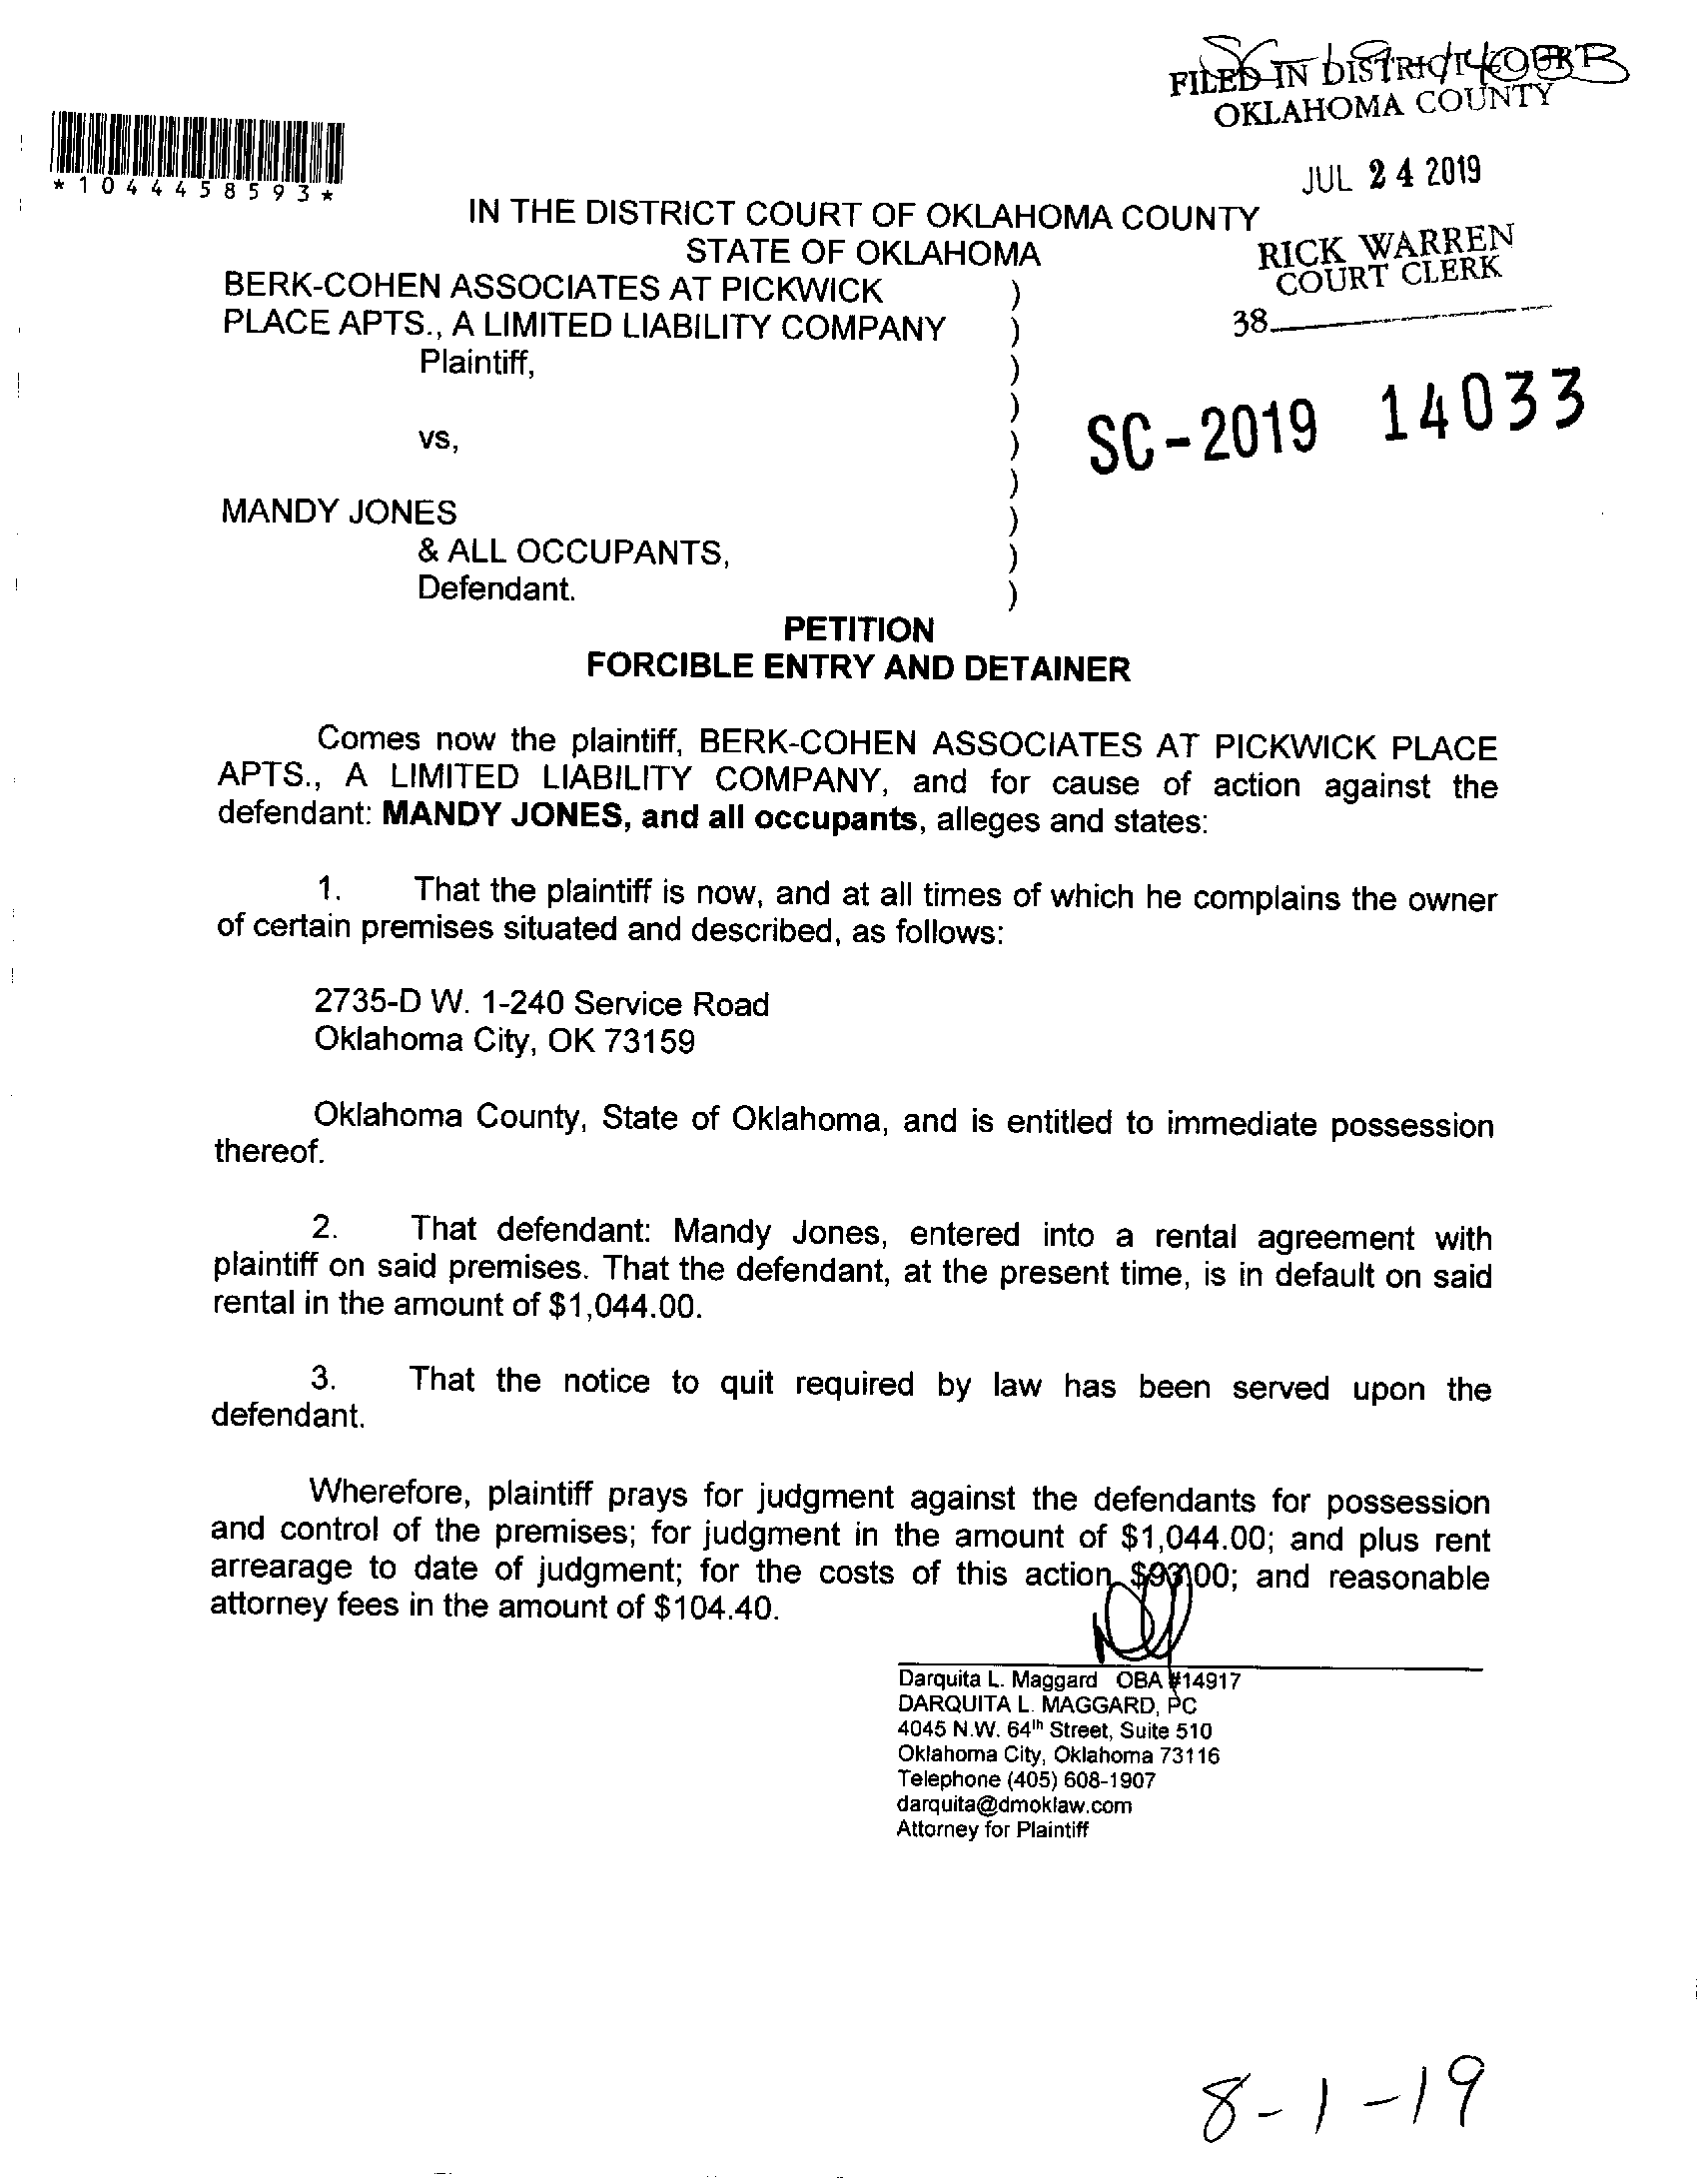 SC-19-14033
FILED IN DISTRICT COURT
OKLAHOMA COUNTY
*1044458593*
JUL 24 2019
IN THE DISTRICT COURT OF OKLAHOMA COUNTY
STATE OF OKLAHOMA
RICK WARREN
COURT CLERK
38
BERK-COHEN ASSOCIATES AT PICKWICK )
PLACE APTS., A LIMITED LIABILITY COMPANY )
Plaintiff, )
)
vs, )
)
SC-2019 14033
MANDY JONES )
& ALL OCCUPANTS, )
Defendant. )
PETITION
FORCIBLE ENTRY AND DETAINER
Comes now the plaintiff, BERK-COHEN ASSOCIATES AT PICKWICK PLACE
APTS., A LIMITED LIABILITY COMPANY, and for cause of action against the
defendant: MANDY JONES, and all occupants, alleges and states:
1. That the plaintiff is now, and at all times of which he complains the owner
of certain premises situated and described, as follows:
2735-D W. 1-240 Service Road
Oklahoma City, OK 73159
Oklahoma County, State of Oklahoma, and is entitled to immediate possession
thereof.
2. That defendant: Mandy Jones, entered into a rental agreement with
plaintiff on said premises. That the defendant, at the present time, is in default on said
rental in the amount of $1,044.00.
3. That the notice to quit required by law has been served upon the
defendant.
Wherefore, plaintiff prays for judgment against the defendants for possession
and control of the premises; for judgment in the amount of $1,044.00; and plus rent
arrearage to date of judgment; for the costs of this action $93.00; and reasonable
attorney fees in the amount of $104.40.
Darquita L. Maggard OBA #14917
DARQUITA L. MAGGARD, PC
4045 N.W. 64th Street, Suite 510
Oklahoma City, Oklahoma 73116
Telephone (405) 608-1907
darquita@dmoklaw.com
Attorney for Plaintiff
8-1-19